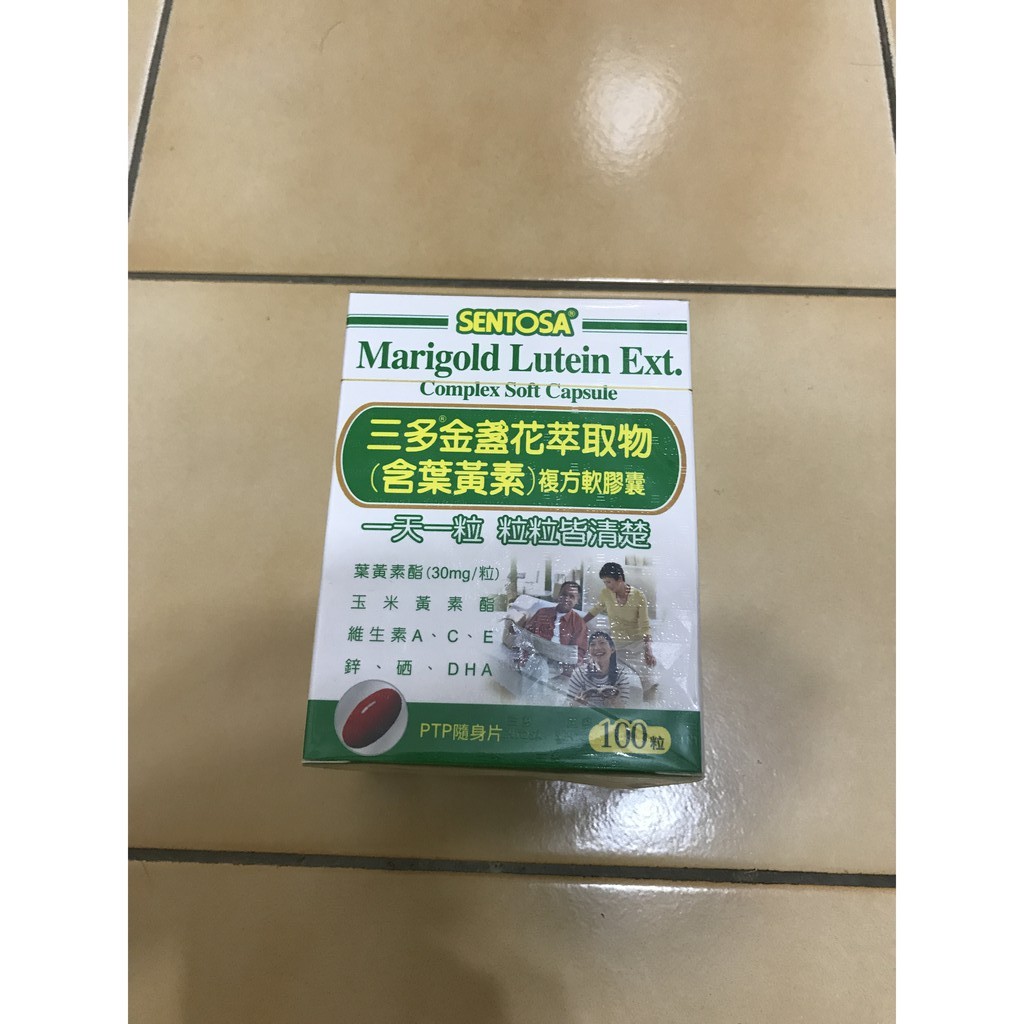 SENTOSA®
Marigold Lutein Ext.
Complex Soft Capsule
三多®金盞花萃取物
(含葉黃素)複方軟膠囊
一天一粒 粒粒皆清楚
葉黃素酯(30mg/粒)
玉米黃素酯
維生素A、C、E
鋅、硒、DHA
PTP隨身片
100粒